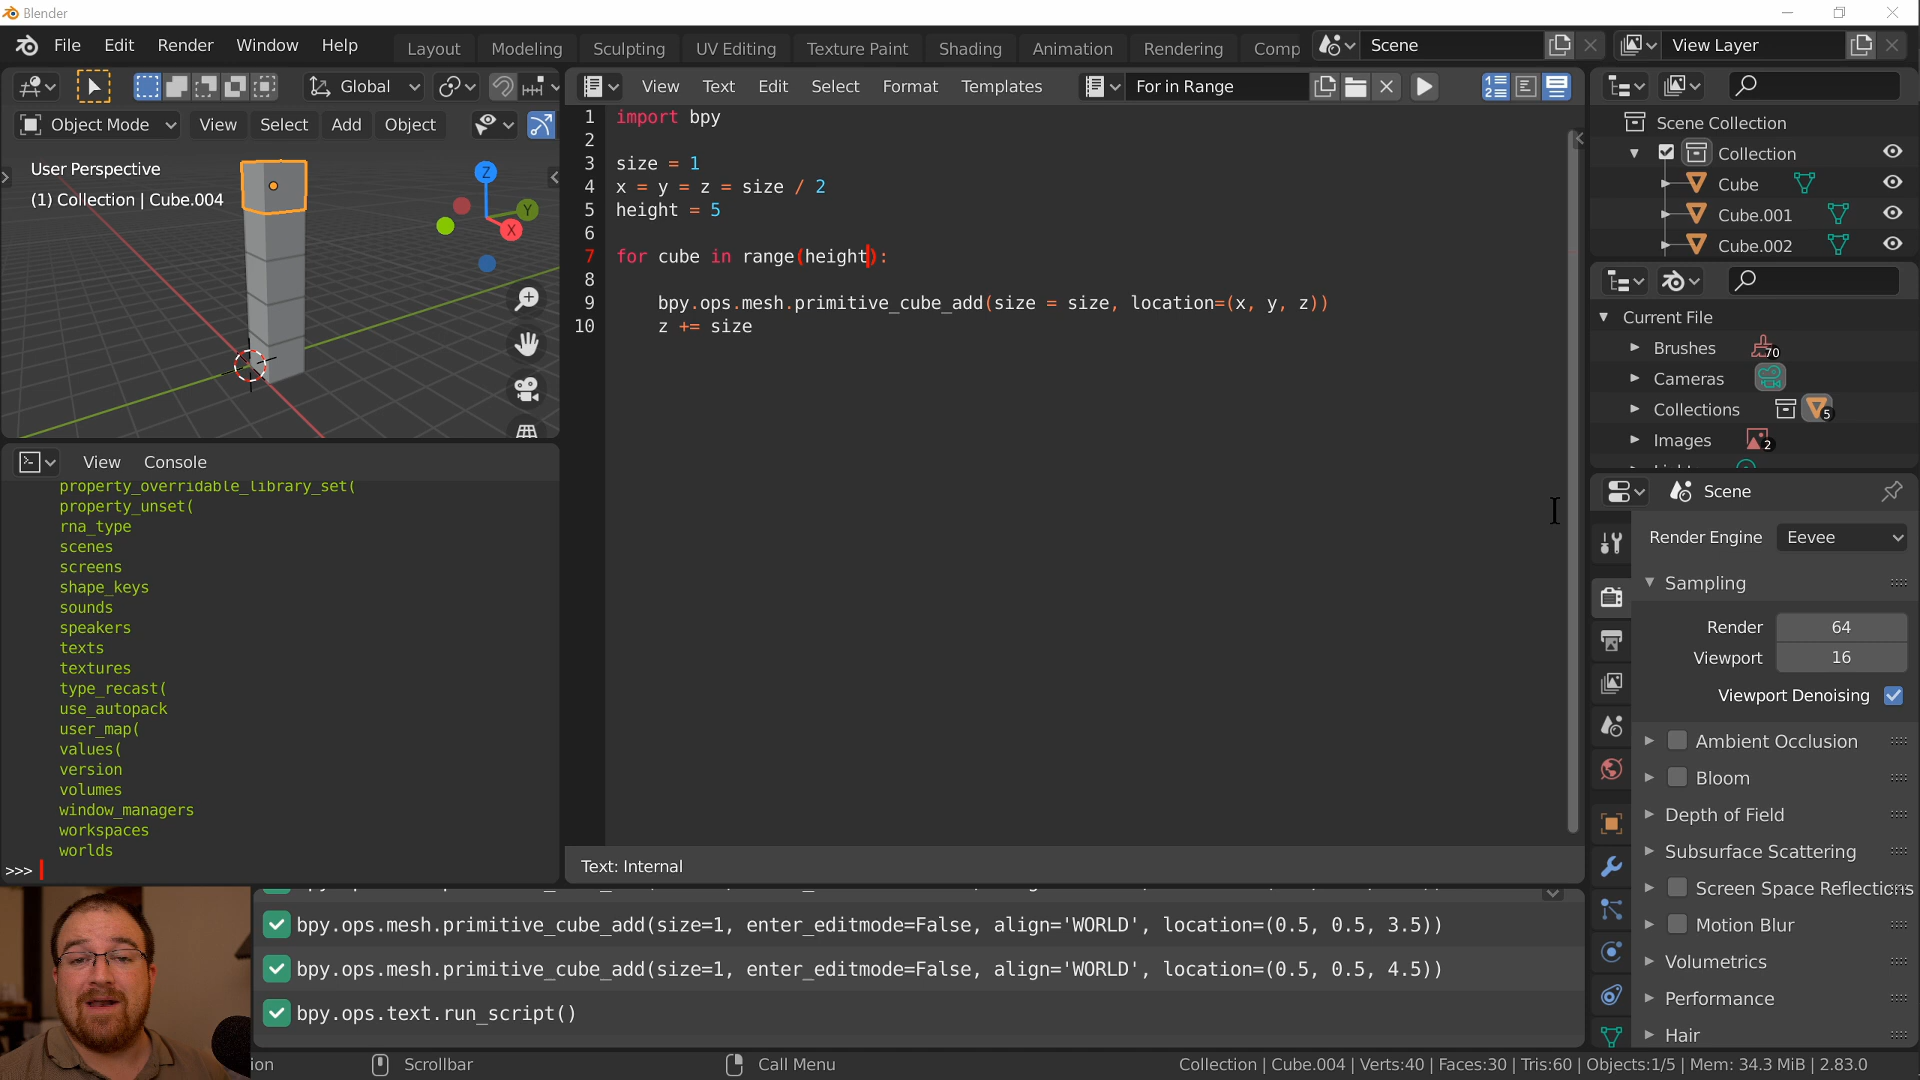 Blender
File Edit Render Window Help Layout Modeling Sculpting UV Editing Texture Paint Shading Animation Rendering Comp Scene View Layer
Global View Text Edit Select Format Templates For in Range
Object Mode View Select Add Object
User Perspective
(1) Collection | Cube.004
Z
Y
X
1 import bpy
2
3 size = 1
4 x = y = z = size / 2
5 height = 5
6
7 for cube in range(height):
8
9 bpy.ops.mesh.primitive_cube_add(size = size, location=(x, y, z))
10 z += size
Text: Internal
Scene Collection
Collection
Cube
Cube.001
Cube.002
Current File
Brushes 70
Cameras
Collections 5
Images 2
Scene
Render Engine Eevee
Sampling
Render 64
Viewport 16
Viewport Denoising
Ambient Occlusion
Bloom
Depth of Field
Subsurface Scattering
Screen Space Reflections
Motion Blur
Volumetrics
Performance
Hair
View Console
property_overridable_library_set(
property_unset(
rna_type
scenes
screens
shape_keys
sounds
speakers
texts
textures
type_recast(
use_autopack
user_map(
values(
version
volumes
window_managers
workspaces
worlds
>>>
bpy.ops.mesh.primitive_cube_add(size=1, enter_editmode=False, align='WORLD', location=(0.5, 0.5, 3.5))
bpy.ops.mesh.primitive_cube_add(size=1, enter_editmode=False, align='WORLD', location=(0.5, 0.5, 4.5))
bpy.ops.text.run_script()
ion Scrollbar Call Menu Collection | Cube.004 | Verts:40 | Faces:30 | Tris:60 | Objects:1/5 | Mem: 34.3 MiB | 2.83.0